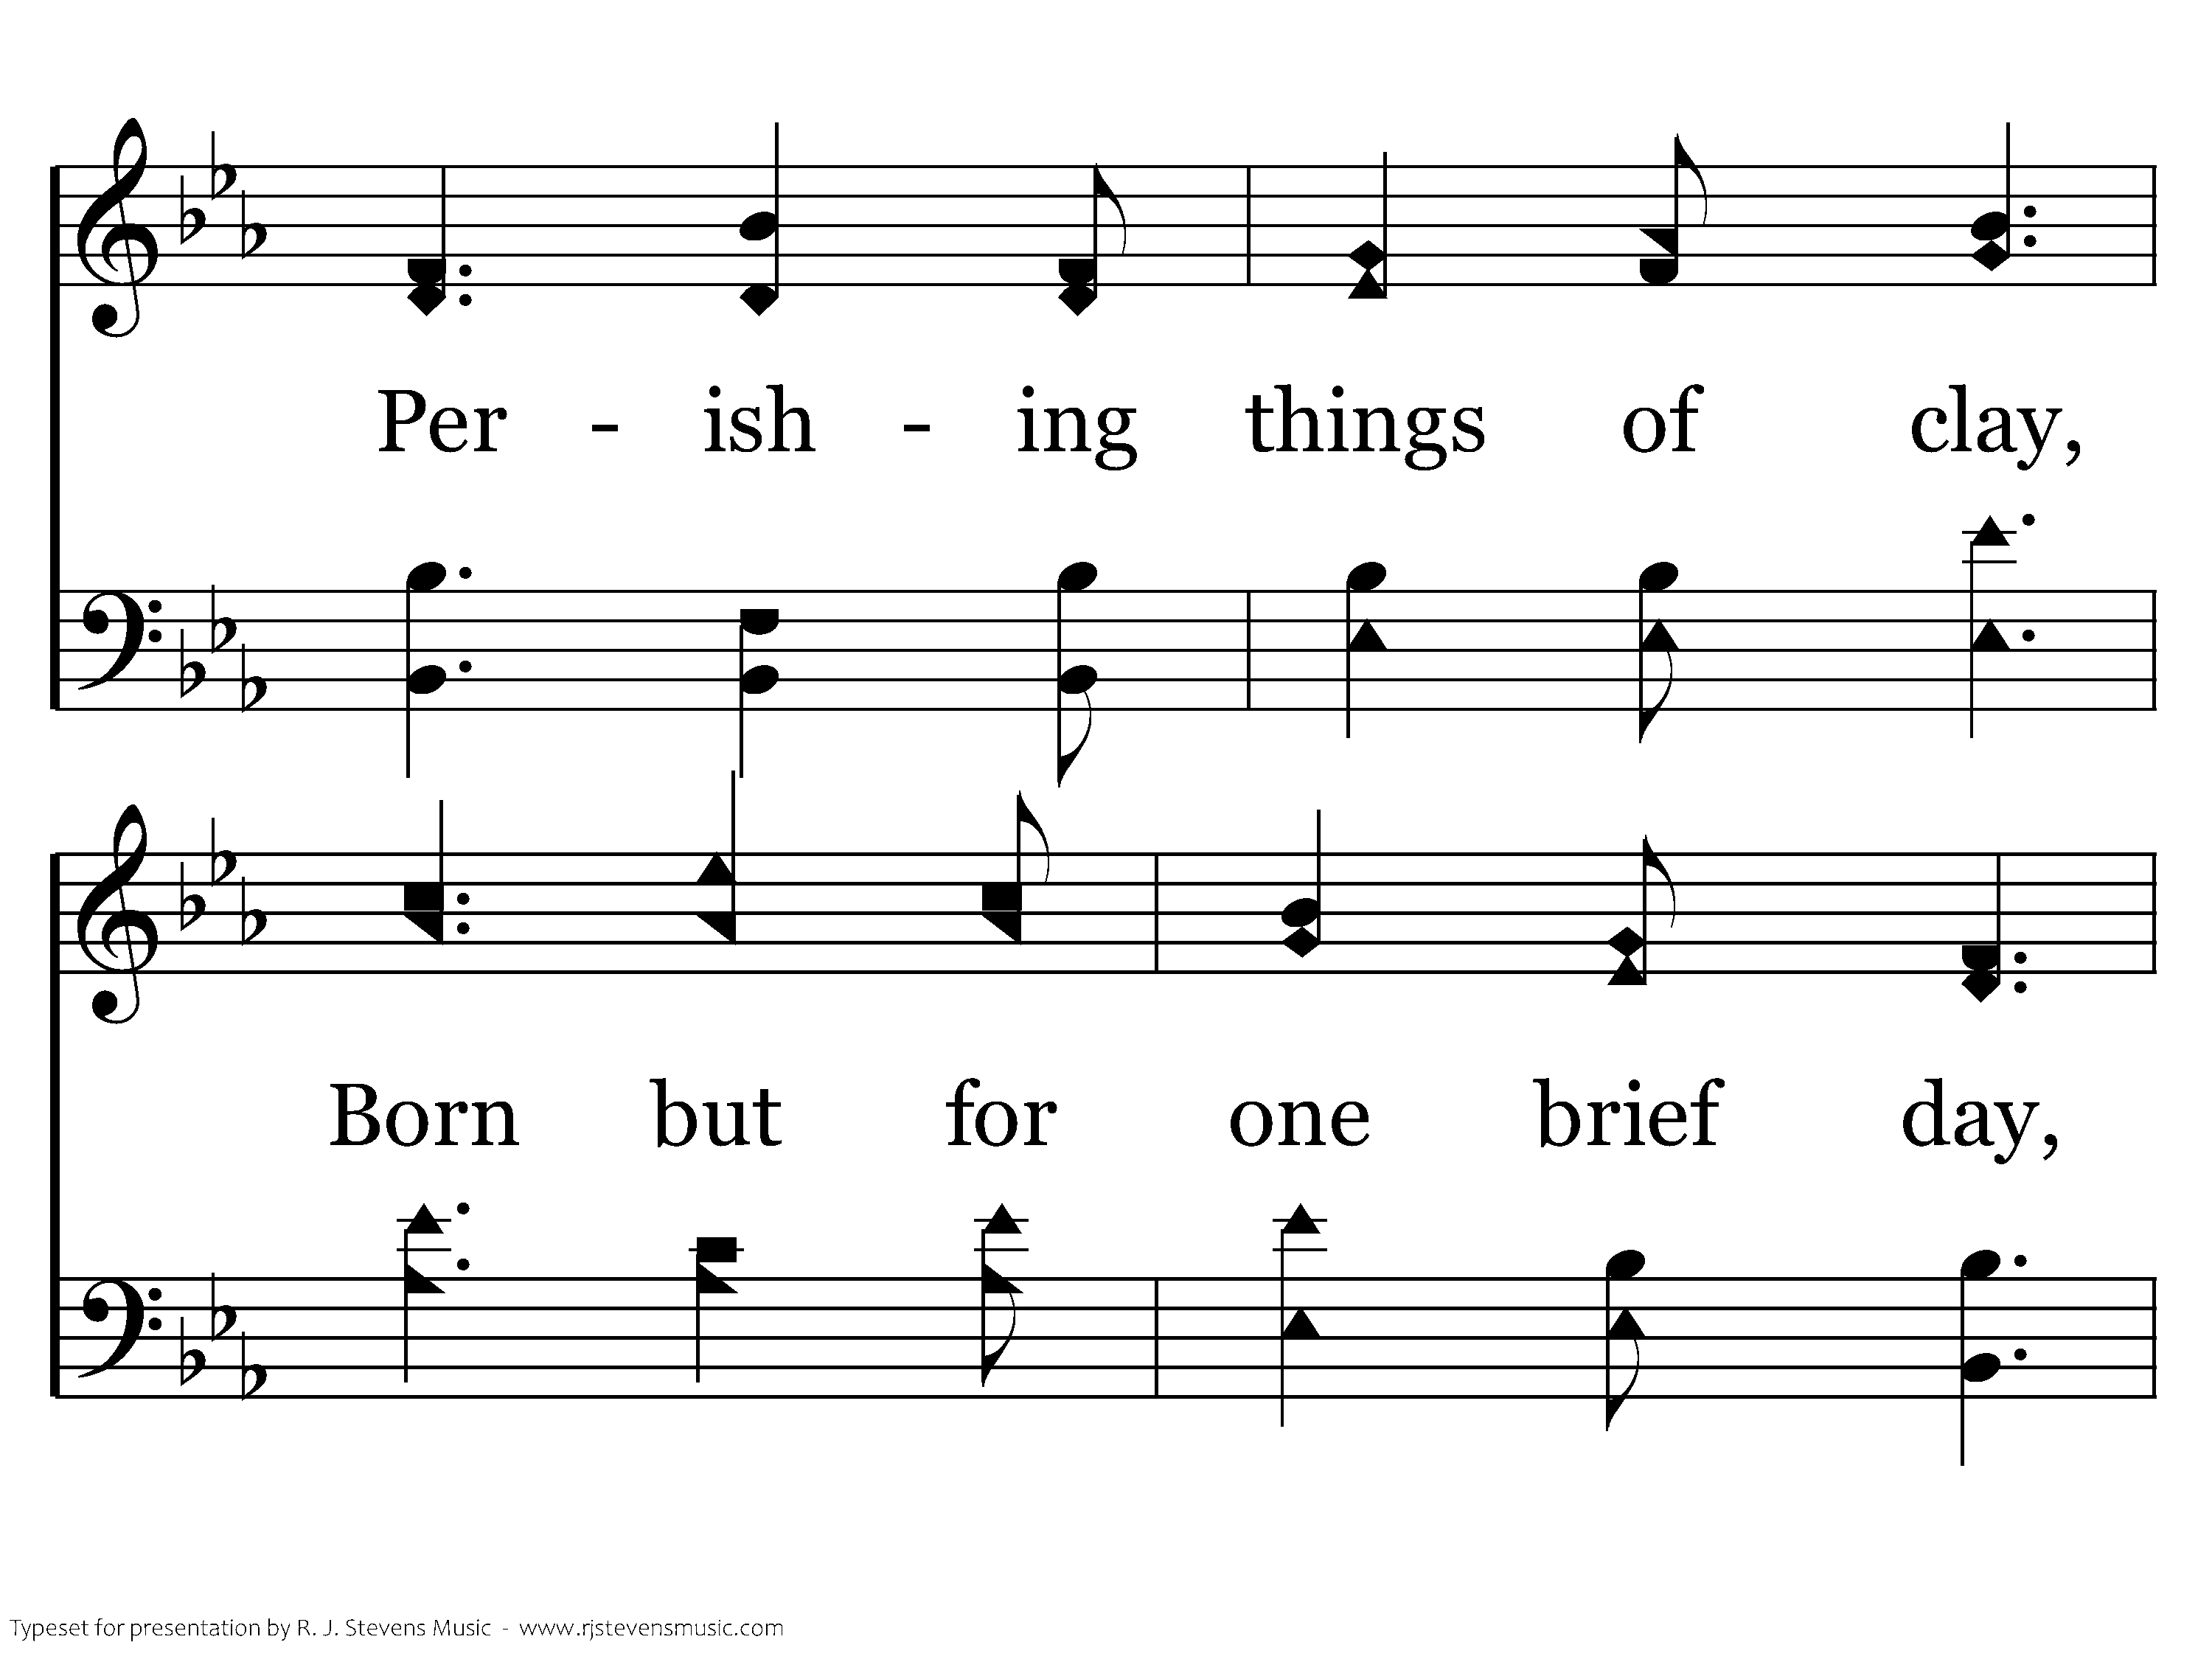 Per - ish - ing things of clay,
Born but for one brief day,
Typeset for presentation by R. J. Stevens Music - www.rjstevensmusic.com